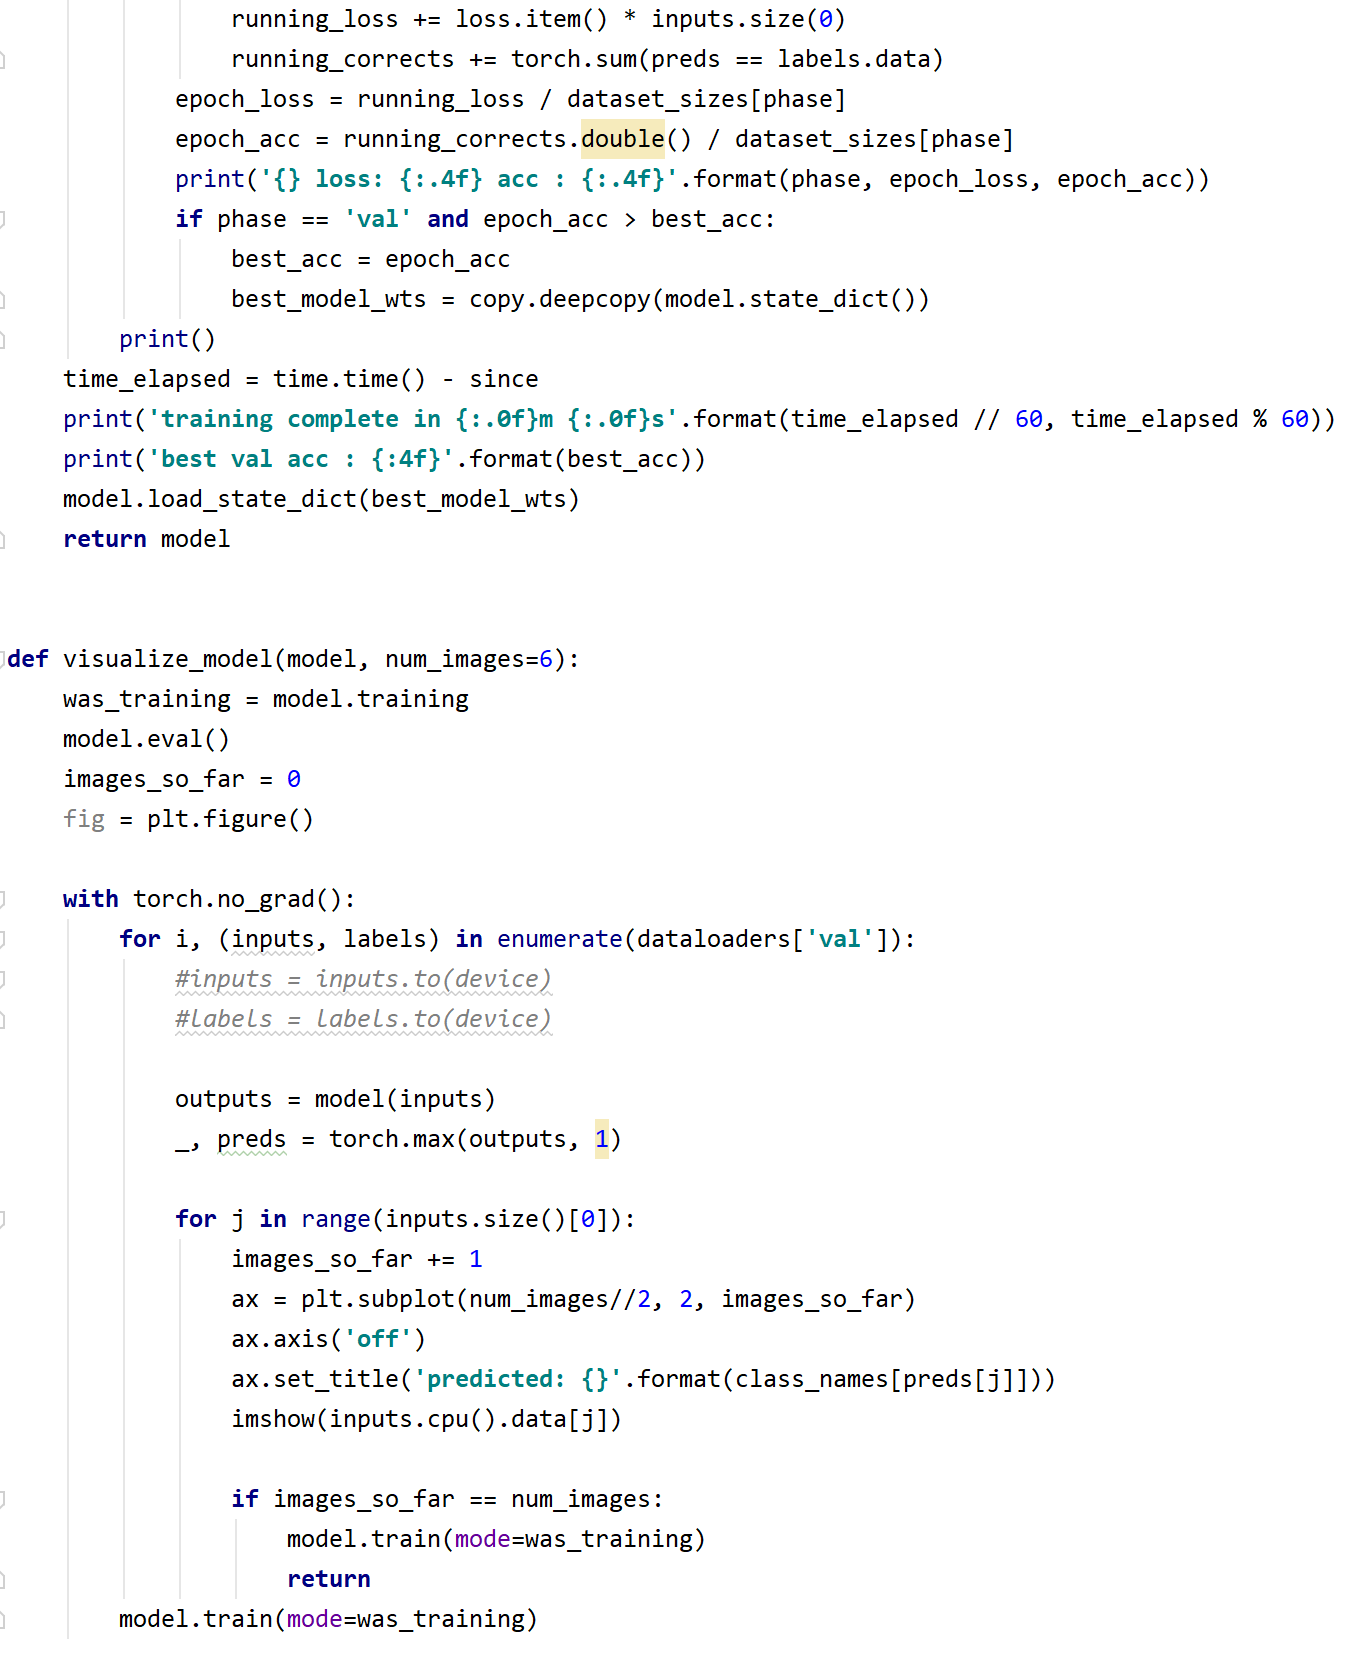 running_loss += loss.item() * inputs.size(0)
running_corrects += torch.sum(preds == labels.data)
epoch_loss = running_loss / dataset_sizes[phase]
epoch_acc = running_corrects.double() / dataset_sizes[phase]
print('{} loss: {:.4f} acc : {:.4f}'.format(phase, epoch_loss, epoch_acc))
if phase == 'val' and epoch_acc > best_acc:
best_acc = epoch_acc
best_model_wts = copy.deepcopy(model.state_dict())
print()
time_elapsed = time.time() - since
print('training complete in {:.0f}m {:.0f}s'.format(time_elapsed // 60, time_elapsed % 60))
print('best val acc : {:4f}'.format(best_acc))
model.load_state_dict(best_model_wts)
return model
def visualize_model(model, num_images=6):
was_training = model.training
model.eval()
images_so_far = 0
fig = plt.figure()
with torch.no_grad():
for i, (inputs, labels) in enumerate(dataloaders['val']):
#inputs = inputs.to(device)
#labels = labels.to(device)
outputs = model(inputs)
_, preds = torch.max(outputs, 1)
for j in range(inputs.size()[0]):
images_so_far += 1
ax = plt.subplot(num_images//2, 2, images_so_far)
ax.axis('off')
ax.set_title('predicted: {}'.format(class_names[preds[j]]))
imshow(inputs.cpu().data[j])
if images_so_far == num_images:
model.train(mode=was_training)
return
model.train(mode=was_training)